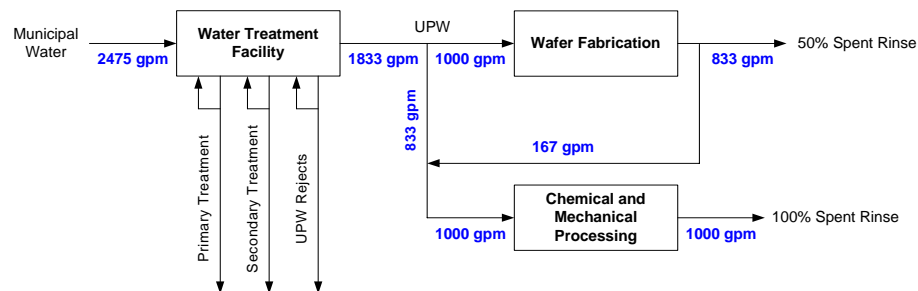 Municipal
Water
2475 gpm
Water Treatment
Facility
1833 gpm
UPW
1000 gpm
Wafer Fabrication
833 gpm
50% Spent Rinse
833 gpm
167 gpm
Primary Treatment
Secondary Treatment
UPW Rejects
1000 gpm
Chemical and
Mechanical
Processing
1000 gpm
100% Spent Rinse